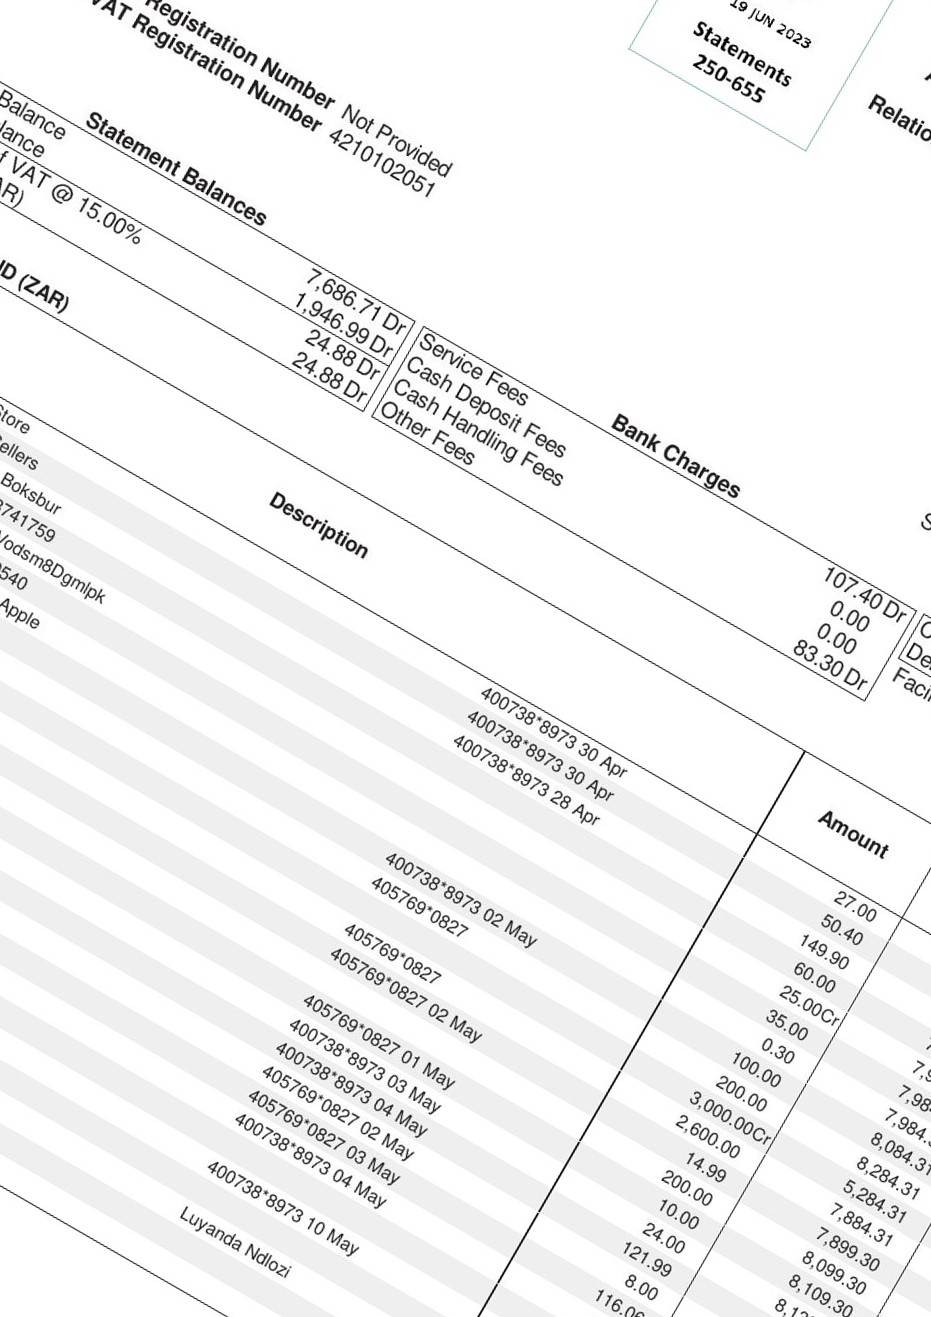 19 JUN 2023
Statements
250-655
Registration Number Not Provided
VAT Registration Number 4210102051
Relatio
Statement Balances
Balance 7,686.71 Dr
lance 1,946.99 Dr
f VAT @ 15.00% 24.88 Dr
AR) 24.88 Dr
Bank Charges
Service Fees 107.40 Dr
Cash Deposit Fees 0.00
Cash Handling Fees 0.00
Other Fees 83.30 Dr
De
Facil
D (ZAR)
Description
Amount
Store 400738*8973 30 Apr 27.00
ellers 400738*8973 30 Apr 50.40
Boksbur 400738*8973 28 Apr 149.90
3741759 60.00
Vodsm8Dgmlpk 25.00Cr
540 400738*8973 02 May 35.00
Apple 405769*0827 0.30
100.00
405769*0827 200.00
405769*0827 02 May 3,000.00Cr
2,600.00
405769*0827 01 May 14.99
400738*8973 03 May 200.00
400738*8973 04 May 10.00
405769*0827 02 May 24.00
405769*0827 03 May 121.99
400738*8973 04 May 8.00
116.06
400738*8973 10 May
Luyanda Ndlozi
7,9
7,98
7,984.
8,084.31
8,284.31
5,284.31
7,884.31
7,899.30
8,099.30
8,109.30
8,13